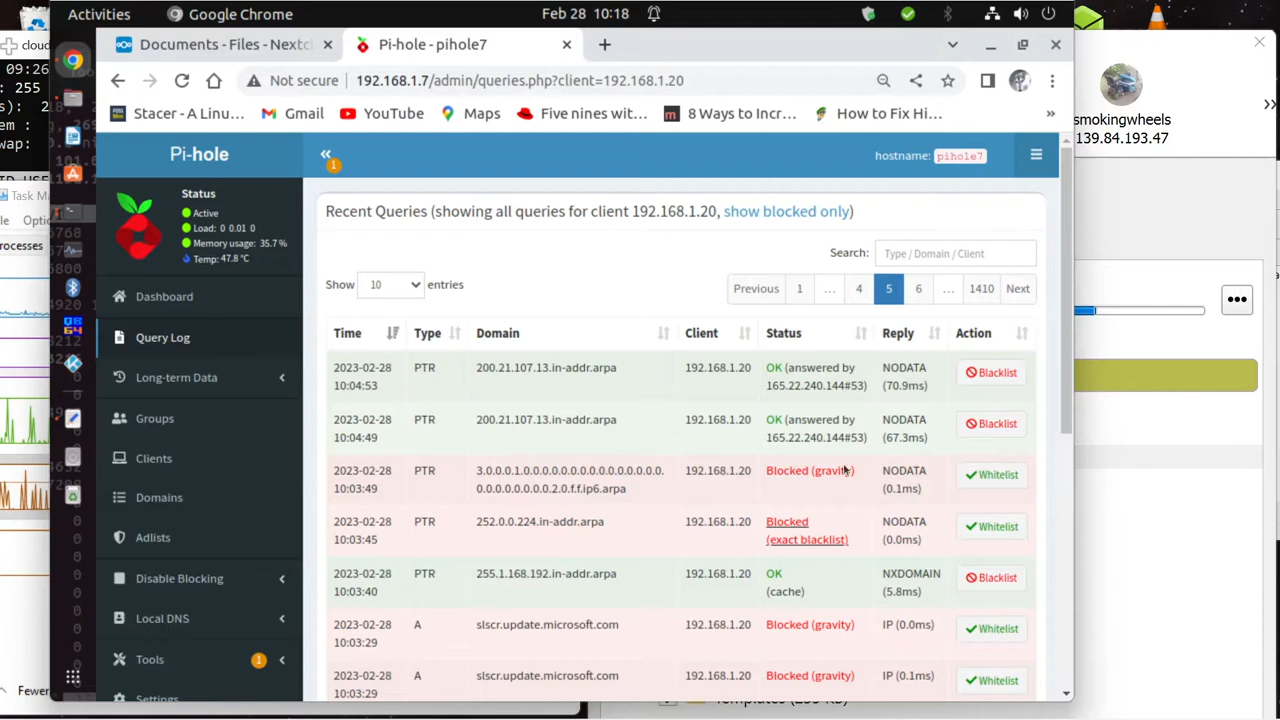 Activities
Google Chrome
Feb 28 10:18
Documents - Files - Nextcl
Pi-hole - pihole7
Not secure
192.168.1.7/admin/queries.php?client=192.168.1.20
Stacer - A Linu...
Gmail
YouTube
Maps
Five nines wit...
8 Ways to Incr...
How to Fix Hi...
»
Pi-hole
1
hostname: pihole7
Status
Active
Load: 0 0.01 0
Memory usage: 35.7 %
Temp: 47.8 °C
Dashboard
Query Log
Long-term Data
Groups
Clients
Domains
Adlists
Disable Blocking
Local DNS
Tools
1
Settings
Recent Queries (showing all queries for client 192.168.1.20, show blocked only)
Search: Type / Domain / Client
Show 10 entries
Previous 1 ... 4 5 6 ... 1410 Next
Time Type Domain Client Status Reply Action
2023-02-28 PTR 200.21.107.13.in-addr.arpa 192.168.1.20 OK (answered by NODATA Blacklist
10:04:53 165.22.240.144#53) (70.9ms)
2023-02-28 PTR 200.21.107.13.in-addr.arpa 192.168.1.20 OK (answered by NODATA Blacklist
10:04:49 165.22.240.144#53) (67.3ms)
2023-02-28 PTR 3.0.0.0.1.0.0.0.0.0.0.0.0.0.0.0.0.0.0. 192.168.1.20 Blocked (gravity) NODATA Whitelist
10:03:49 0.0.0.0.0.0.0.0.2.0.f.f.ip6.arpa (0.1ms)
2023-02-28 PTR 252.0.0.224.in-addr.arpa 192.168.1.20 Blocked NODATA Whitelist
10:03:45 (exact blacklist) (0.0ms)
2023-02-28 PTR 255.1.168.192.in-addr.arpa 192.168.1.20 OK NXDOMAIN Blacklist
10:03:40 (cache) (5.8ms)
2023-02-28 A slscr.update.microsoft.com 192.168.1.20 Blocked (gravity) IP (0.0ms) Whitelist
10:03:29
2023-02-28 A slscr.update.microsoft.com 192.168.1.20 Blocked (gravity) IP (0.1ms) Whitelist
10:03:29
smokingwheels
139.84.193.47
cloud
09:26
Task Ma
Fewer